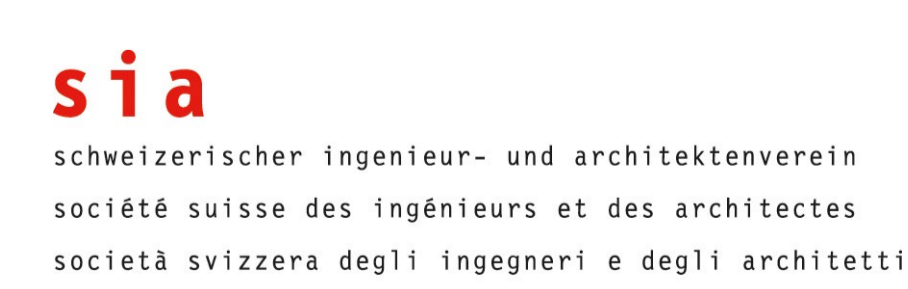 sia
schweizerischer ingenieur- und architektenverein
société suisse des ingénieurs et des architectes
società svizzera degli ingegneri e degli architetti